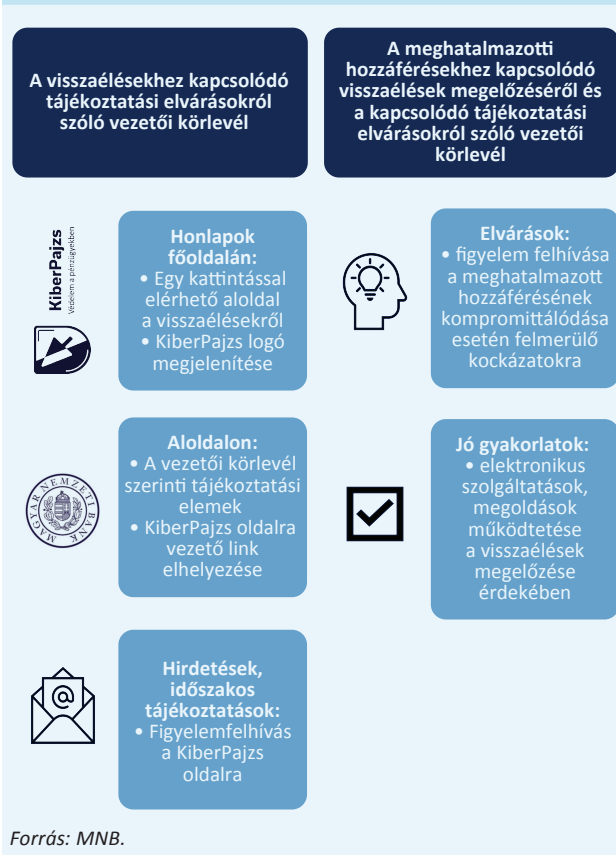 A visszaélésekhez kapcsolódó
tájékoztatási elvárásokról
szóló vezetői körlevél
KiberPajzs
Védelem a pénzügyekben
Honlapok
főoldalán:
• Egy kattintással
elérhető aloldal
a visszaélésekről
• KiberPajzs logó
megjelenítése
MAGYAR NEMZETI BANK
Aloldalon:
• A vezetői körlevél
szerinti tájékoztatási
elemek
• KiberPajzs oldalra
vezető link
elhelyezése
@
Hirdetések,
időszakos
tájékoztatások:
• Figyelemfelhívás
a KiberPajzs
oldalra
A meghatalmazotti
hozzáférésekhez kapcsolódó
visszaélések megelőzéséről és
a kapcsolódó tájékoztatási
elvárásokról szóló vezetői
körlevél
Elvárások:
• figyelem felhívása
a meghatalmazott
hozzáférésének
kompromittálódása
esetén felmerülő
kockázatokra
Jó gyakorlatok:
• elektronikus
szolgáltatások,
megoldások
működtetése
a visszaélések
megelőzése
érdekében
Forrás: MNB.